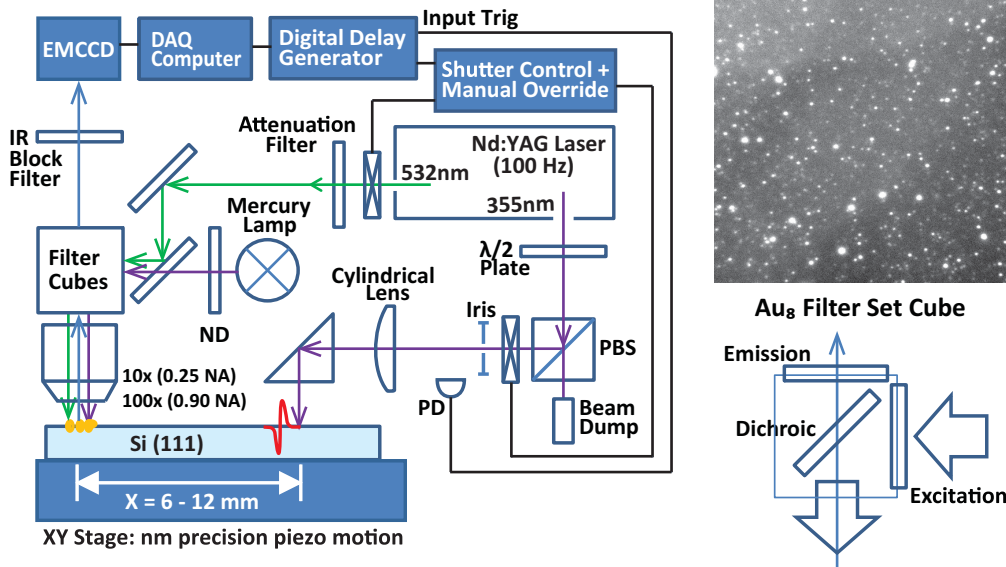 Input Trig
EMCCD
DAQ
Computer
Digital Delay
Generator
Shutter Control +
Manual Override
IR
Block
Filter
Attenuation
Filter
Nd:YAG Laser
(100 Hz)
532nm
355nm
Mercury
Lamp
λ/2
Plate
Filter
Cubes
ND
Cylindrical
Lens
Iris
PBS
10x (0.25 NA)
100x (0.90 NA)
PD
Beam
Dump
Si (111)
X = 6 - 12 mm
XY Stage: nm precision piezo motion
Au₈ Filter Set Cube
Emission
Dichroic
Excitation